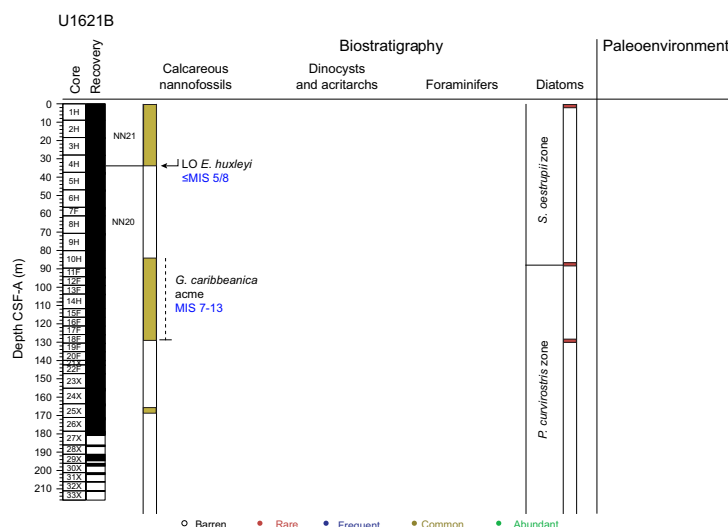 U1621B
Biostratigraphy
Paleoenvironment
Core
Recovery
Calcareous
nannofossils
Dinocysts
and acritarchs
Foraminifers
Diatoms
Depth CSF-A (m)
0
10
20
30
40
50
60
70
80
90
100
110
120
130
140
150
160
170
180
190
200
210
1H
2H
3H
4H
5H
6H
7F
8H
9H
10H
11F
12F
13F
14H
15F
16F
17F
18F
19F
20F
21X
22F
23X
24X
25X
26X
27X
28X
29X
30X
31X
32X
33X
NN21
NN20
LO E. huxleyi
≤MIS 5/8
G. caribbeanica
acme
MIS 7-13
S. oestrupii zone
P. curvirostris zone
Barren
Rare
Frequent
Common
Abundant